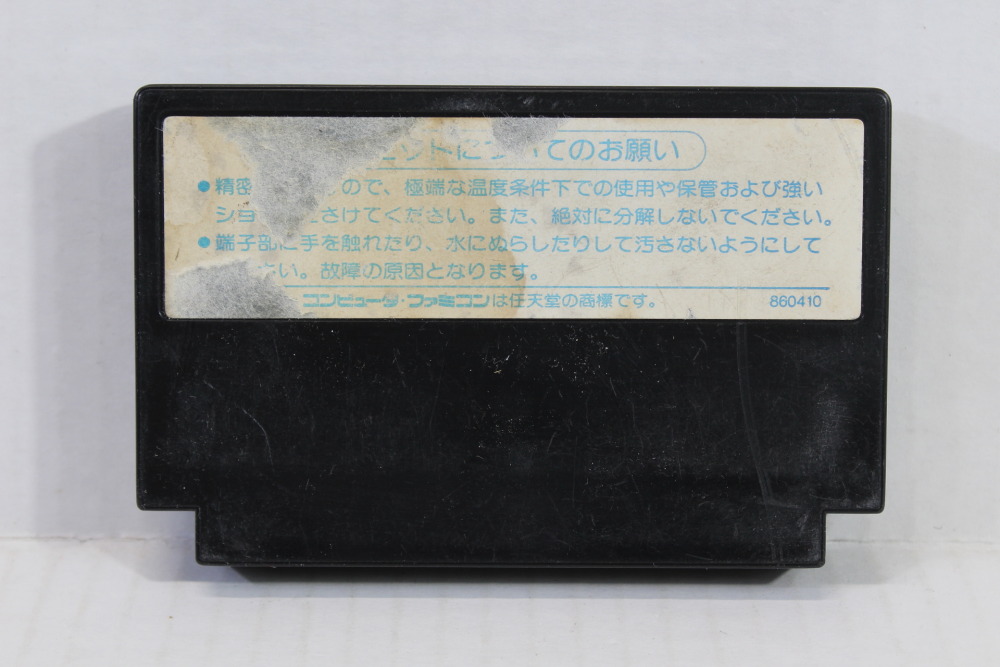 ットについてのお願い
●精密 ので、極端な温度条件下での使用や保管および強い
ショ さけてください。また、絶対に分解しないでください。
●端子部に手を触れたり、水にぬらしたりして汚さないようにして
さい。故障の原因となります。
コンピュータ・ファミコンは任天堂の商標です。 860410